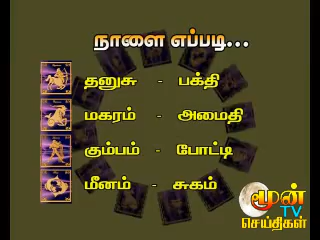 நாளை எப்படி...
தனுசு - பக்தி
மகரம் - அமைதி
கும்பம் - போட்டி
மீனம் - சுகம்
மூன்
TV
செய்திகள்